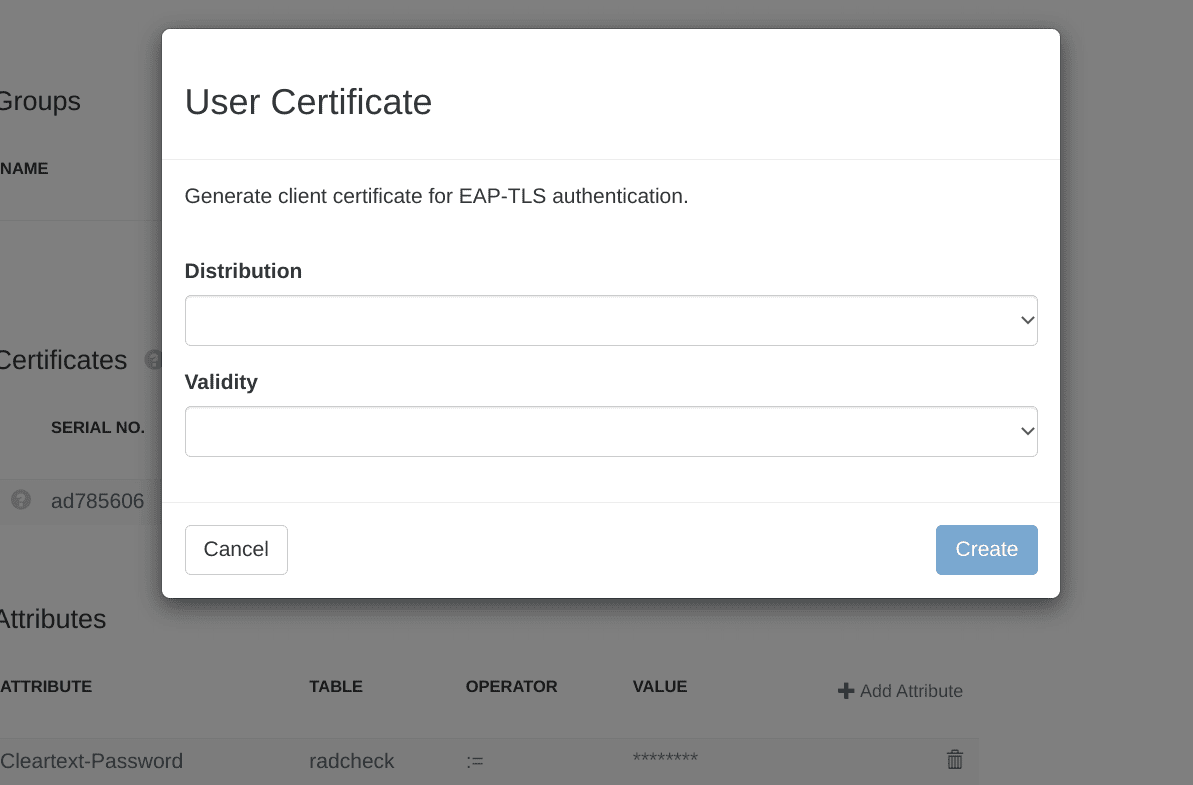 User Certificate
Generate client certificate for EAP-TLS authentication.
Distribution
Validity
Cancel
Create
Groups
NAME
Certificates ?
SERIAL NO.
? ad785606
Attributes
ATTRIBUTE TABLE OPERATOR VALUE Add Attribute
Cleartext-Password radcheck := ********